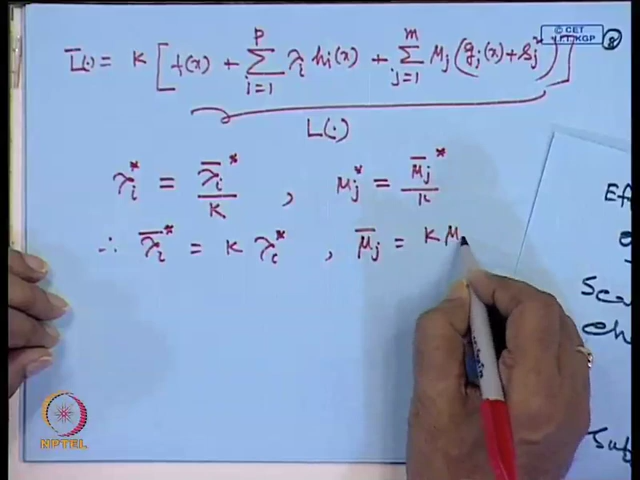 © CET
I.I.T. KGP
8
L̄(·) = K [ f(x) + Σ_{i=1}^{p} λ_i h_i(x) + Σ_{j=1}^{m} μ_j (g_j(x) + s_j²) ]
L(·)
λ_i* = λ̄_i* / K , μ_j* = μ̄_j* / K
∴ λ̄_i* = K λ_i* , μ̄_j = K μ
NPTEL